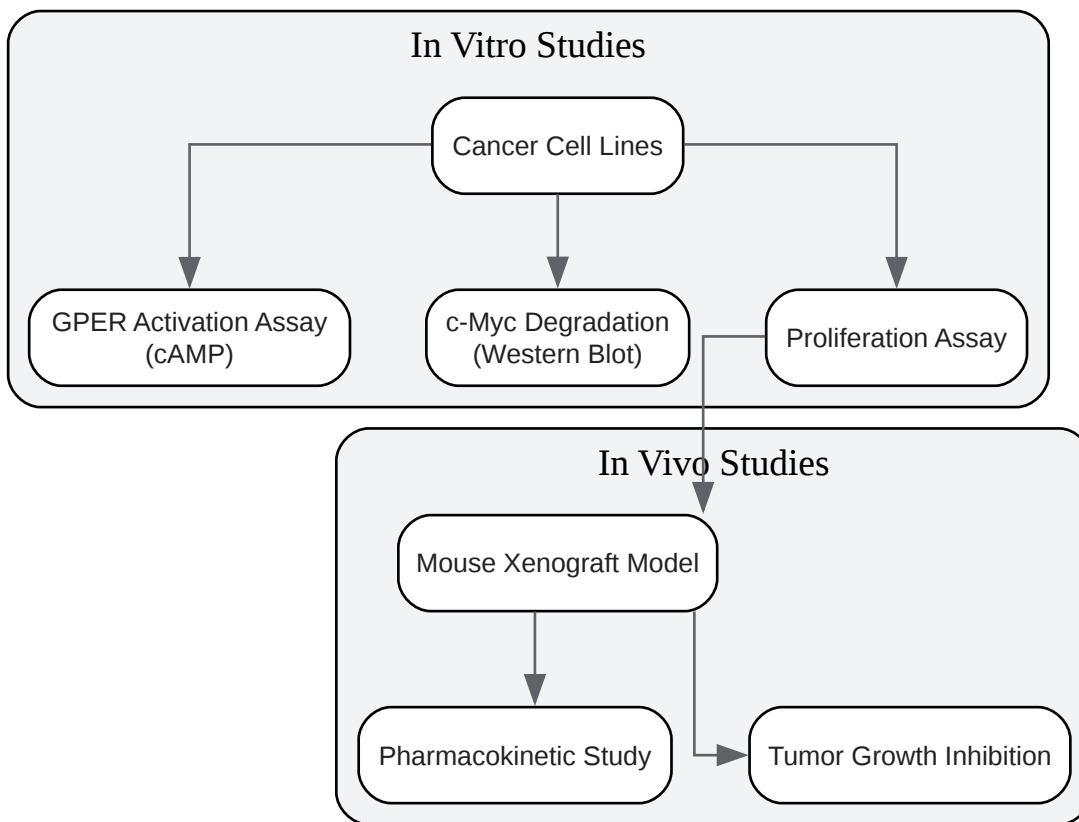 In Vitro Studies
Cancer Cell Lines
GPER Activation Assay
(cAMP)
c-Myc Degradation
(Western Blot)
Proliferation Assay
In Vivo Studies
Mouse Xenograft Model
Pharmacokinetic Study
Tumor Growth Inhibition